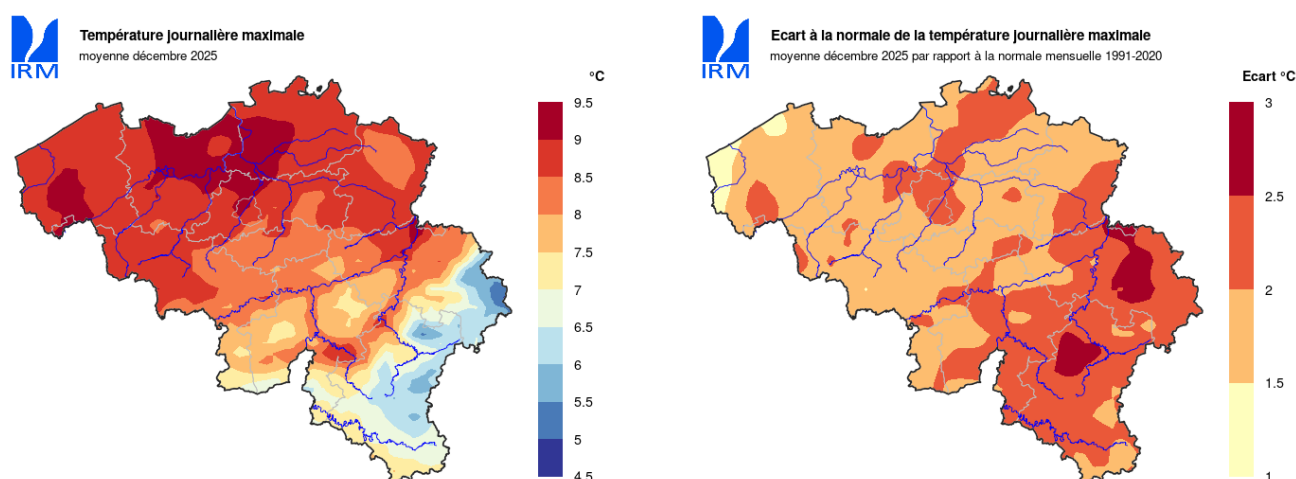 Température journalière maximale
moyenne décembre 2025
IRM
°C
9.5
9
8.5
8
7.5
7
6.5
6
5.5
5
4.5
Ecart à la normale de la température journalière maximale
moyenne décembre 2025 par rapport à la normale mensuelle 1991-2020
IRM
Ecart °C
3
2.5
2
1.5
1